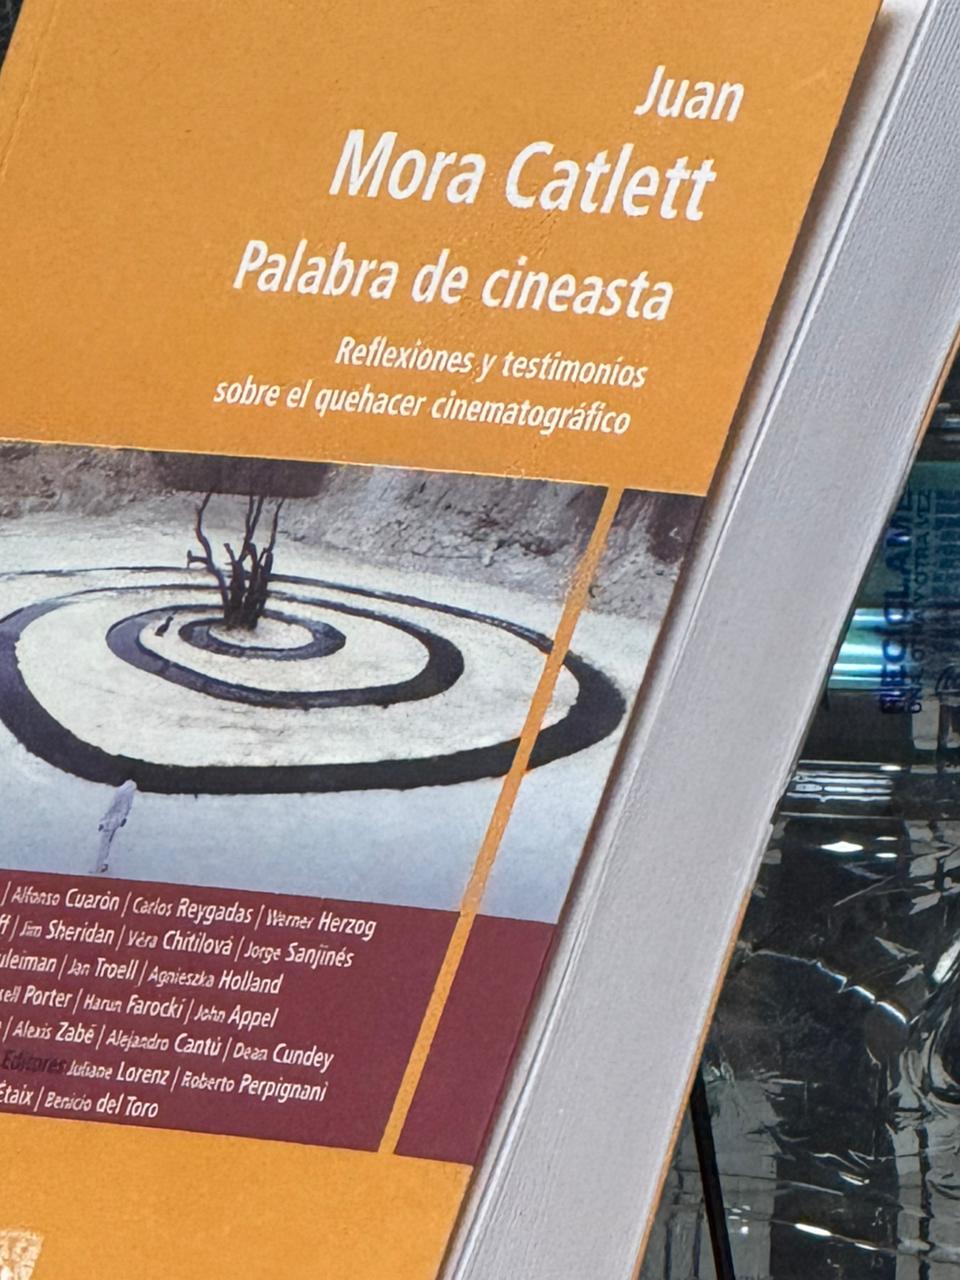 Juan
Mora Catlett
Palabra de cineasta
Reflexiones y testimonios
sobre el quehacer cinematográfico
| Alfonso Cuarón | Carlos Reygadas | Werner Herzog
| Jim Sheridan | Věra Chitilová | Jorge Sanjinés
| Jan Troell | Agnieszka Holland
Porter | Harun Farocki | John Appel
| Alexis Zabé | Alejandro Cantú | Dean Cundey
Editores Juliane Lorenz | Roberto Perpignani
Étaix | Benicio del Toro